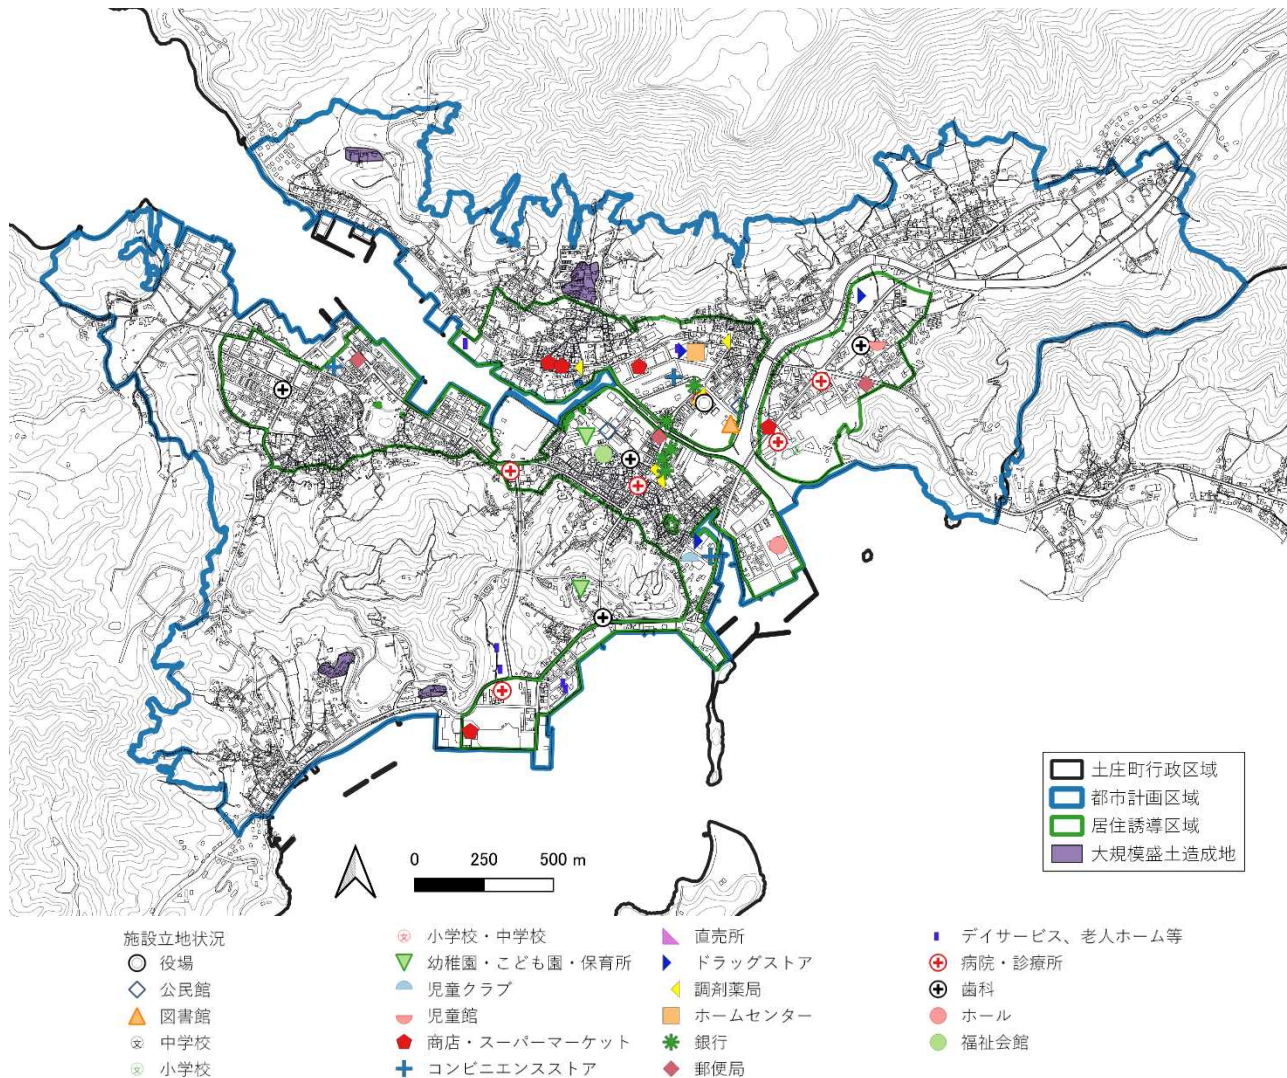 土庄町行政区域
都市計画区域
居住誘導区域
大規模盛土造成地
0 250 500 m
施設立地状況
役場
公民館
図書館
中学校
小学校
小学校・中学校
幼稚園・こども園・保育所
児童クラブ
児童館
商店・スーパーマーケット
コンビニエンスストア
直売所
ドラッグストア
調剤薬局
ホームセンター
銀行
郵便局
デイサービス、老人ホーム等
病院・診療所
歯科
ホール
福祉会館